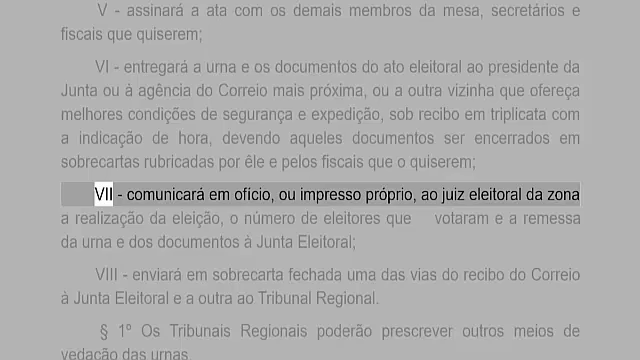 V - assinará a ata com os demais membros da mesa, secretários e
fiscais que quiserem;
VI - entregará a urna e os documentos do ato eleitoral ao presidente da
Junta ou á agência do Correio mais próxima, ou a outra vizinha que ofereça
melhores condições de segurança e expedição, sob recibo em triplicata com
a indicação de hora, devendo aqueles documentos ser encerrados em
sobrecartas rubricadas por êle e pelos fiscais que o quiserem;
VII - comunicará em ofício, ou impresso próprio, ao juiz eleitoral da zona
a realização da eleição, o número de eleitores que votaram e a remessa
da urna e dos documentos à Junta Eleitoral;
VIII - enviará em sobrecarta fechada uma das vias do recibo do Correio
à Junta Eleitoral e a outra ao Tribunal Regional.
§ 1º Os Tribunais Regionais poderão prescrever outros meios de
vedação das urnas